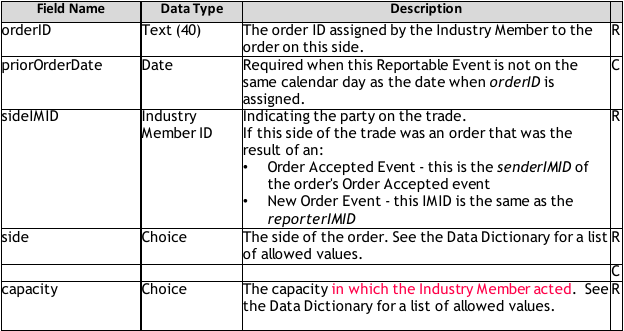 Field Name Data Type Description
orderID Text (40) The order ID assigned by the Industry Member to the R
order on this side.
priorOrderDate Date Required when this Reportable Event is not on the C
same calendar day as the date when orderID is
assigned.
sideIMID Industry Indicating the party on the trade. R
Member ID If this side of the trade was an order that was the
result of an:
• Order Accepted Event - this is the senderIMID of
the order's Order Accepted event
• New Order Event - this IMID is the same as the
reporterIMID
side Choice The side of the order. See the Data Dictionary for a list R
of allowed values.
C
capacity Choice The capacity in which the Industry Member acted. See R
the Data Dictionary for a list of allowed values.